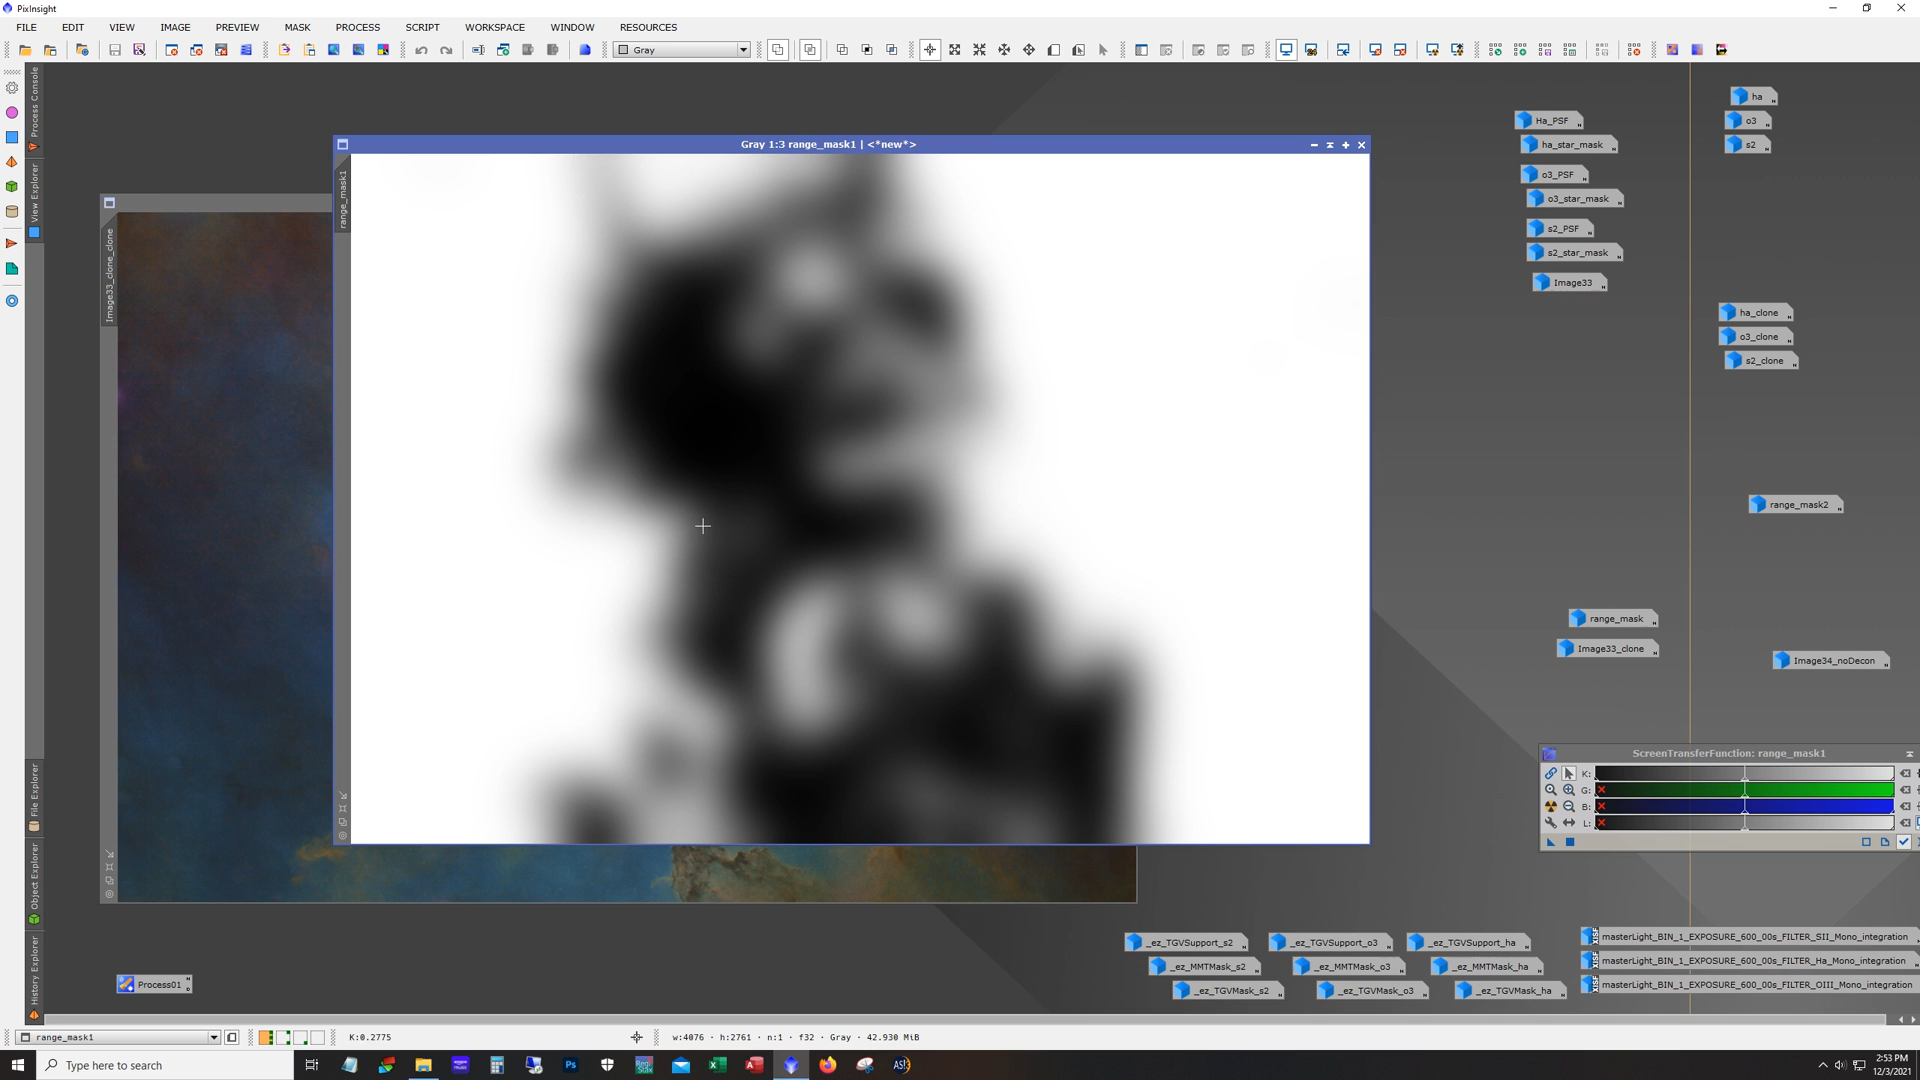 PixInsight
FILE EDIT VIEW IMAGE PREVIEW MASK PROCESS SCRIPT WORKSPACE WINDOW RESOURCES
Gray
Process Console
View Explorer
File Explorer
Object Explorer
History Explorer
Image33_clone_clone
Gray 1:3 range_mask1 | <*new*>
range_mask1
Ha_PSF
ha_star_mask
o3_PSF
o3_star_mask
s2_PSF
s2_star_mask
Image33
ha
o3
s2
ha_clone
o3_clone
s2_clone
range_mask2
range_mask
Image33_clone
Image34_noDecon
ScreenTransferFunction: range_mask1
K:
G:
B:
L:
_ez_TGVSupport_s2 _ez_TGVSupport_o3 _ez_TGVSupport_ha
_ez_MMTMask_s2 _ez_MMTMask_o3 _ez_MMTMask_ha
_ez_TGVMask_s2 _ez_TGVMask_o3 _ez_TGVMask_ha
masterLight_BIN_1_EXPOSURE_600_00s_FILTER_SII_Mono_integration
masterLight_BIN_1_EXPOSURE_600_00s_FILTER_Ha_Mono_integration
masterLight_BIN_1_EXPOSURE_600_00s_FILTER_OIII_Mono_integration
Process01
range_mask1 K:0.2775 w:4076 · h:2761 · n:1 · f32 · Gray · 42.930 MiB
Type here to search
2:53 PM
12/3/2021